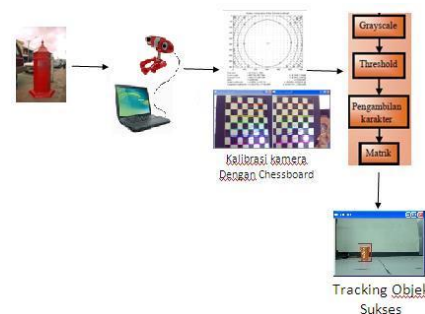 Grayscale
Threshold
Pengambilan
karakter
Matrik
Kalibrasi kamera
Dengan Chessboard
Tracking Objek
Sukses